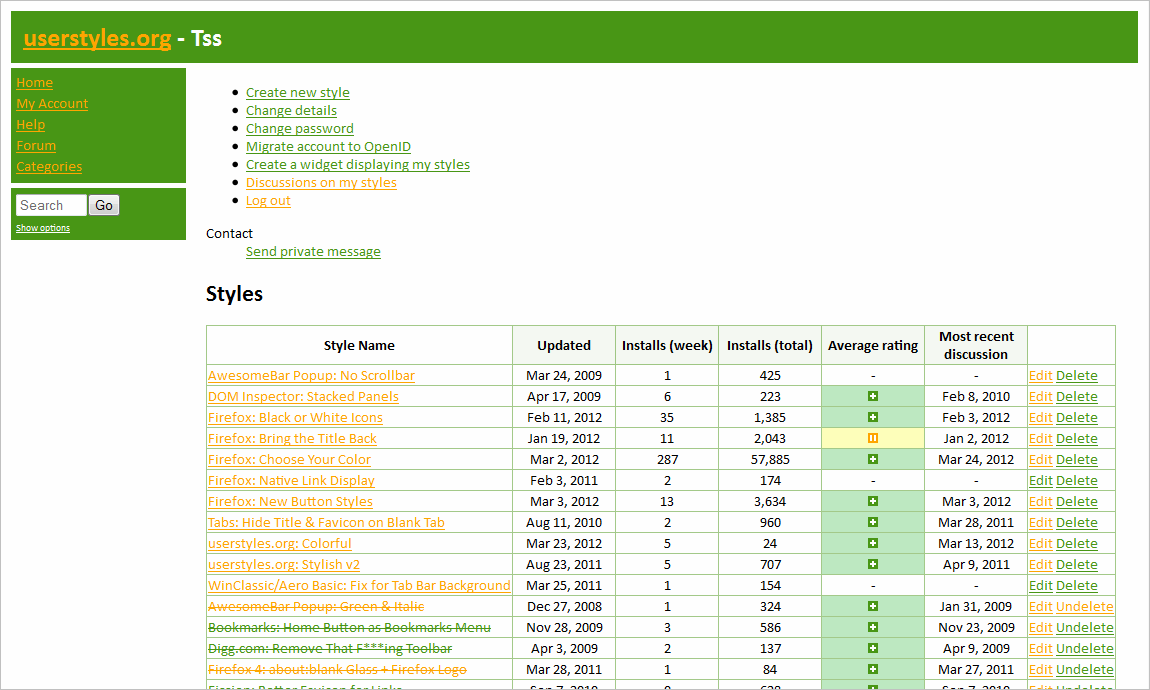 userstyles.org - Tss
Home
My Account
Help
Forum
Categories
Search Go
Show options
Create new style
Change details
Change password
Migrate account to OpenID
Create a widget displaying my styles
Discussions on my styles
Log out
Contact
Send private message
Styles
Style Name Updated Installs (week) Installs (total) Average rating Most recent discussion
AwesomeBar Popup: No Scrollbar Mar 24, 2009 1 425 - - Edit Delete
DOM Inspector: Stacked Panels Apr 17, 2009 6 223 Feb 8, 2010 Edit Delete
Firefox: Black or White Icons Feb 11, 2012 35 1,385 Feb 3, 2012 Edit Delete
Firefox: Bring the Title Back Jan 19, 2012 11 2,043 Jan 2, 2012 Edit Delete
Firefox: Choose Your Color Mar 2, 2012 287 57,885 Mar 24, 2012 Edit Delete
Firefox: Native Link Display Feb 3, 2011 2 174 - - Edit Delete
Firefox: New Button Styles Mar 3, 2012 13 3,634 Mar 3, 2012 Edit Delete
Tabs: Hide Title & Favicon on Blank Tab Aug 11, 2010 2 960 Mar 28, 2011 Edit Delete
userstyles.org: Colorful Mar 23, 2012 5 24 Mar 13, 2012 Edit Delete
userstyles.org: Stylish v2 Aug 23, 2011 5 707 Apr 9, 2011 Edit Delete
WinClassic/Aero Basic: Fix for Tab Bar Background Mar 25, 2011 1 154 - - Edit Delete
AwesomeBar Popup: Green & Italic Dec 27, 2008 1 324 Jan 31, 2009 Edit Undelete
Bookmarks: Home Button as Bookmarks Menu Nov 28, 2009 3 586 Nov 23, 2009 Edit Undelete
Digg.com: Remove That F***ing Toolbar Apr 3, 2009 2 137 Apr 9, 2009 Edit Undelete
Firefox 4: about:blank Glass + Firefox Logo Mar 28, 2011 1 84 Mar 27, 2011 Edit Undelete